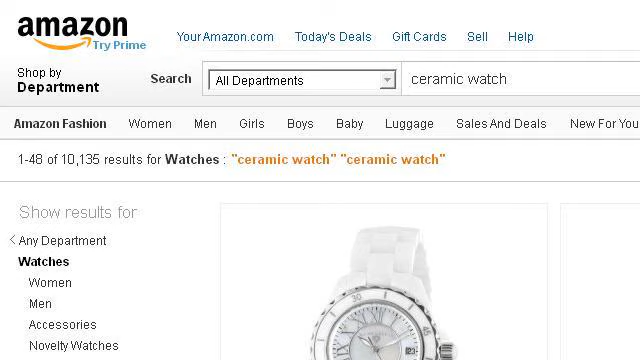 amazon
Try Prime
YourAmazon.com Today's Deals Gift Cards Sell Help
Shop by
Department
Search All Departments ceramic watch
Amazon Fashion Women Men Girls Boys Baby Luggage Sales And Deals New For You
1-48 of 10,135 results for Watches : "ceramic watch" "ceramic watch"
Show results for
Any Department
Watches
Women
Men
Accessories
Novelty Watches